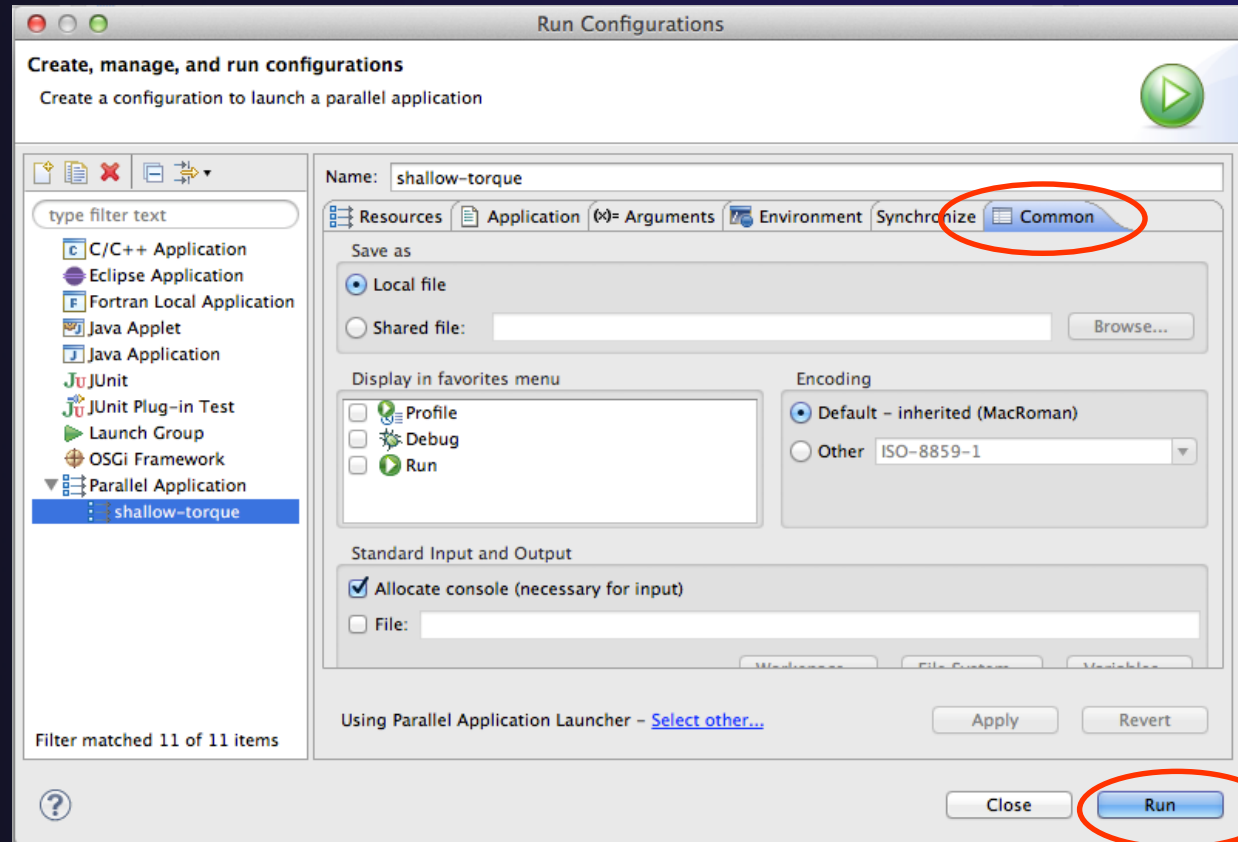 Run Configurations
Create, manage, and run configurations
Create a configuration to launch a parallel application
type filter text
C/C++ Application
Eclipse Application
Fortran Local Application
Java Applet
Java Application
JUnit
JUnit Plug-in Test
Launch Group
OSGi Framework
Parallel Application
shallow-torque
Filter matched 11 of 11 items
Name: shallow-torque
Resources Application (x)= Arguments Environment Synchronize Common
Save as
Local file
Shared file: Browse...
Display in favorites menu
Profile
Debug
Run
Encoding
Default - inherited (MacRoman)
Other ISO-8859-1
Standard Input and Output
Allocate console (necessary for input)
File:
Workspace... File System... Variables...
Using Parallel Application Launcher - Select other... Apply Revert
? Close Run